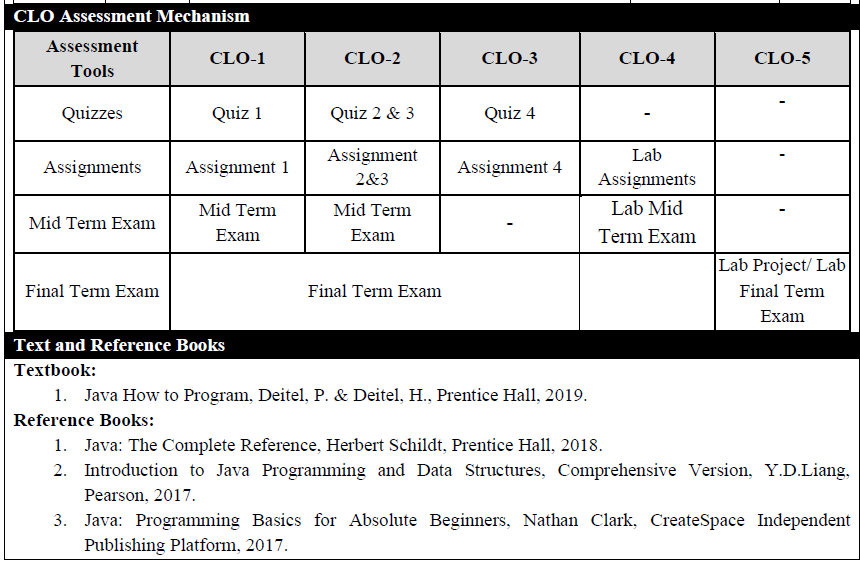 CLO Assessment Mechanism
Assessment Tools CLO-1 CLO-2 CLO-3 CLO-4 CLO-5
Quizzes Quiz 1 Quiz 2 & 3 Quiz 4 - -
Assignments Assignment 1 Assignment 2&3 Assignment 4 Lab Assignments -
Mid Term Exam Mid Term Exam Mid Term Exam - Lab Mid Term Exam -
Final Term Exam Final Term Exam Lab Project/ Lab Final Term Exam
Text and Reference Books
Textbook:
1. Java How to Program, Deitel, P. & Deitel, H., Prentice Hall, 2019.
Reference Books:
1. Java: The Complete Reference, Herbert Schildt, Prentice Hall, 2018.
2. Introduction to Java Programming and Data Structures, Comprehensive Version, Y.D.Liang,
Pearson, 2017.
3. Java: Programming Basics for Absolute Beginners, Nathan Clark, CreateSpace Independent
Publishing Platform, 2017.